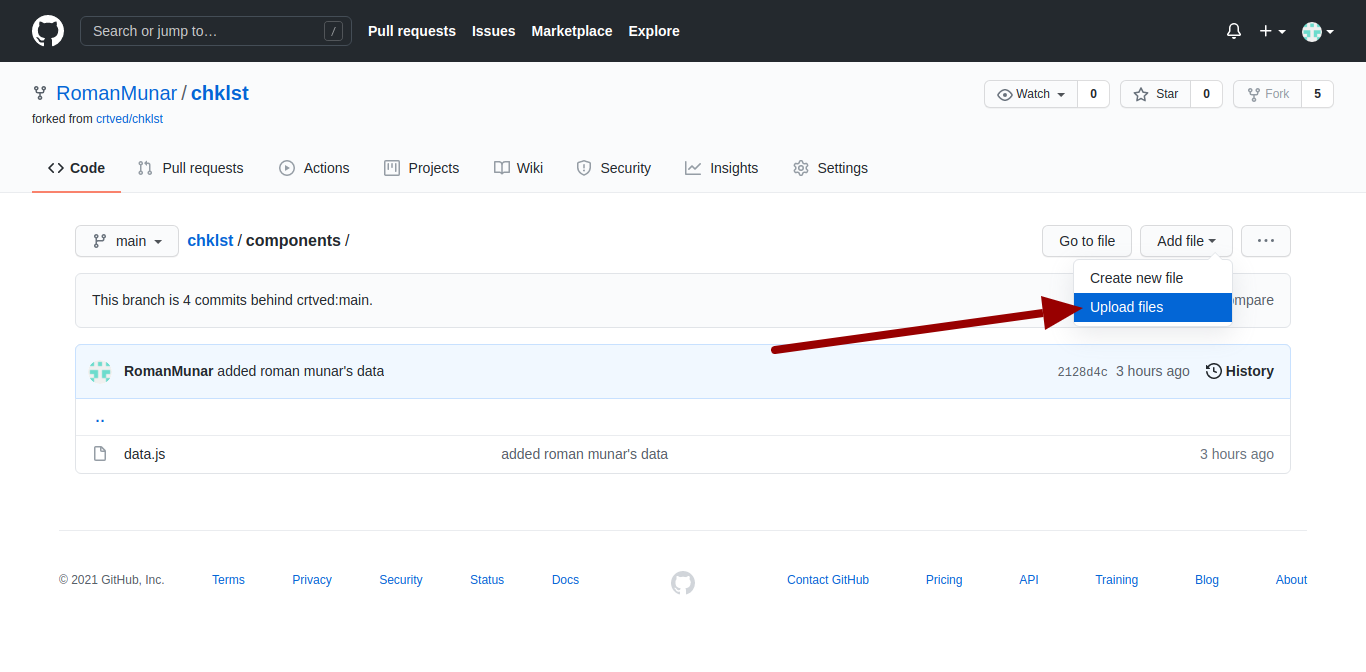 Search or jump to… /
Pull requests Issues Marketplace Explore
RomanMunar / chklst
Watch 0 Star 0 Fork 5
forked from crtved/chklst
Code Pull requests Actions Projects Wiki Security Insights Settings
main chklst / components / Go to file Add file ...
Create new file
Upload files
This branch is 4 commits behind crtved:main.
RomanMunar added roman munar's data 2128d4c 3 hours ago History
..
data.js added roman munar's data 3 hours ago
© 2021 GitHub, Inc. Terms Privacy Security Status Docs Contact GitHub Pricing API Training Blog About